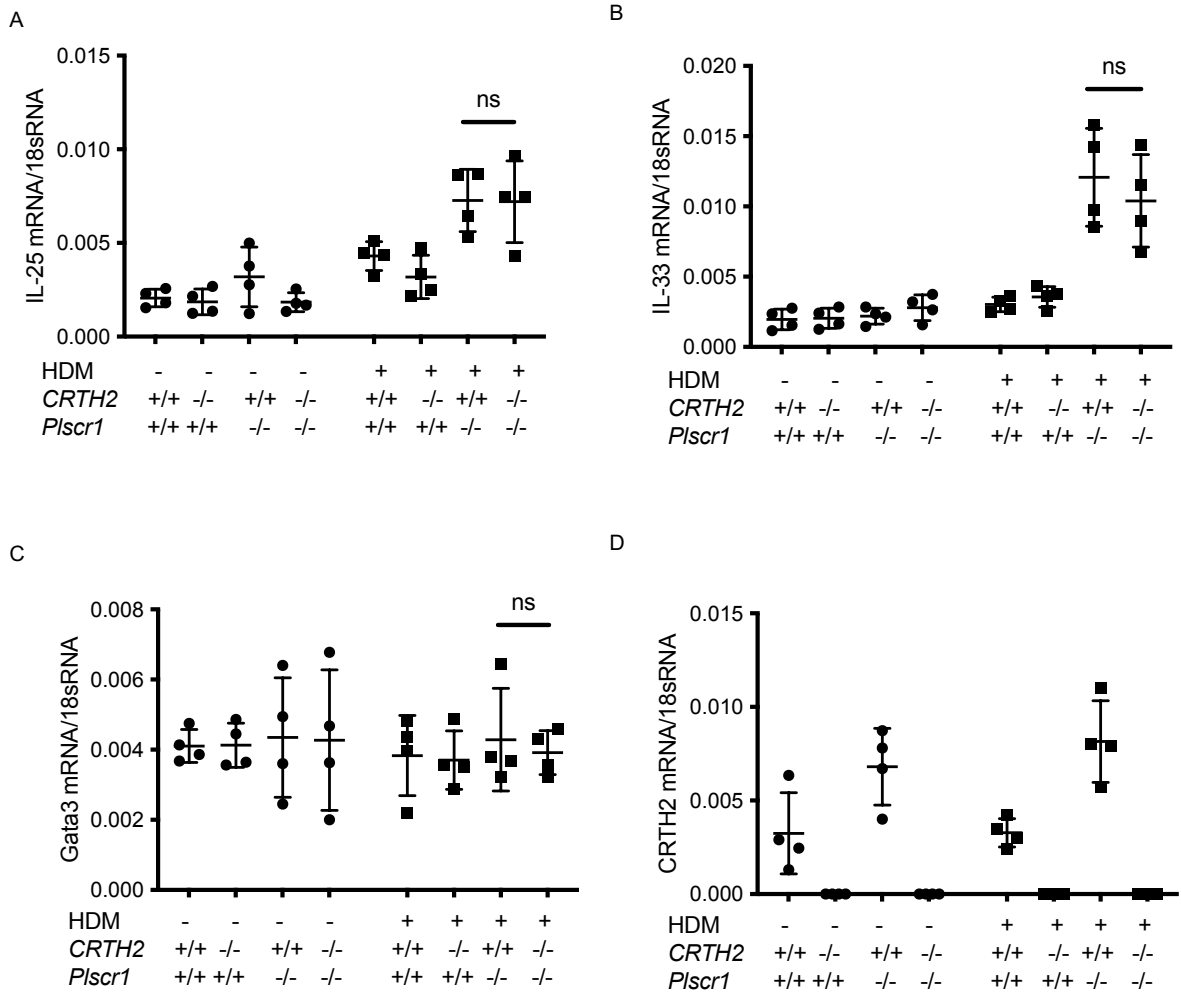 A
IL-25 mRNA/18sRNA
0.015
0.010
0.005
0.000
ns
HDM - - - - + + + +
CRTH2 +/+ -/- +/+ -/- +/+ -/- +/+ -/-
Plscr1 +/+ +/+ -/- -/- +/+ +/+ -/- -/-
B
IL-33 mRNA/18sRNA
0.020
0.015
0.010
0.005
0.000
ns
HDM - - - - + + + +
CRTH2 +/+ -/- +/+ -/- +/+ -/- +/+ -/-
Plscr1 +/+ +/+ -/- -/- +/+ +/+ -/- -/-
C
Gata3 mRNA/18sRNA
0.008
0.006
0.004
0.002
0.000
ns
HDM - - - - + + + +
CRTH2 +/+ -/- +/+ -/- +/+ -/- +/+ -/-
Plscr1 +/+ +/+ -/- -/- +/+ +/+ -/- -/-
D
CRTH2 mRNA/18sRNA
0.015
0.010
0.005
0.000
HDM - - - - + + + +
CRTH2 +/+ -/- +/+ -/- +/+ -/- +/+ -/-
Plscr1 +/+ +/+ -/- -/- +/+ +/+ -/- -/-